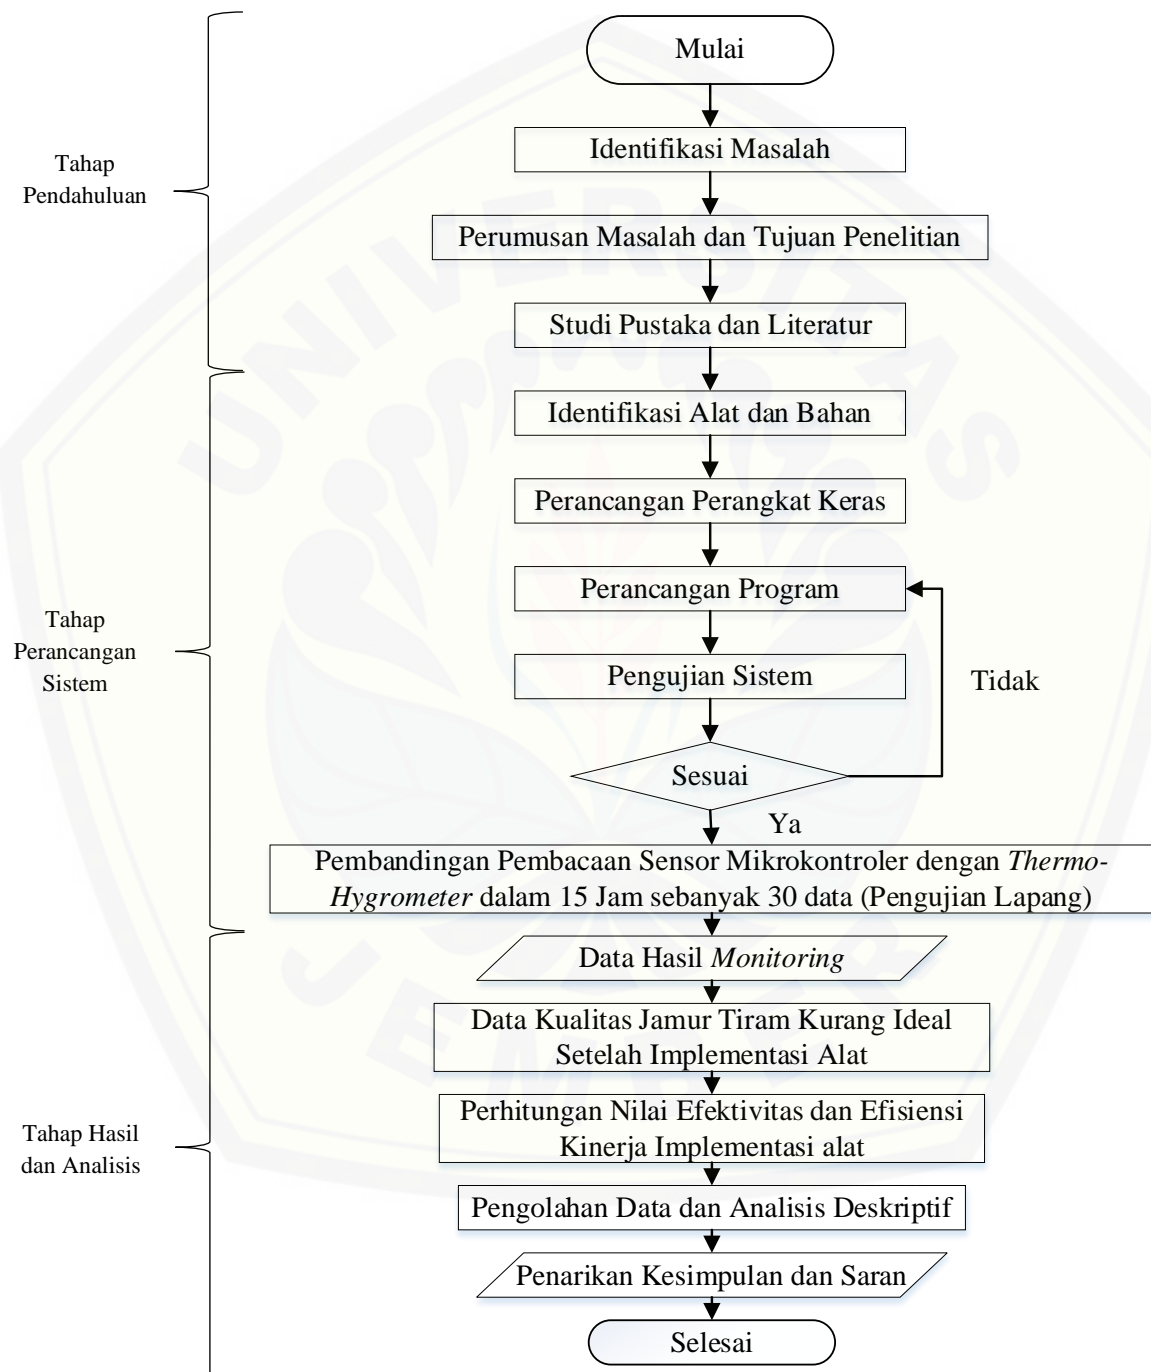 Mulai
Identifikasi Masalah
Tahap
Pendahuluan
Perumusan Masalah dan Tujuan Penelitian
Studi Pustaka dan Literatur
Identifikasi Alat dan Bahan
Perancangan Perangkat Keras
Perancangan Program
Tahap
Perancangan
Sistem
Pengujian Sistem
Tidak
Sesuai
Ya
Pembandingan Pembacaan Sensor Mikrokontroler dengan Thermo-
Hygrometer dalam 15 Jam sebanyak 30 data (Pengujian Lapang)
Data Hasil Monitoring
Data Kualitas Jamur Tiram Kurang Ideal
Setelah Implementasi Alat
Tahap Hasil
dan Analisis
Perhitungan Nilai Efektivitas dan Efisiensi
Kinerja Implementasi alat
Pengolahan Data dan Analisis Deskriptif
Penarikan Kesimpulan dan Saran
Selesai
UNIVERSITAS
JEMBER